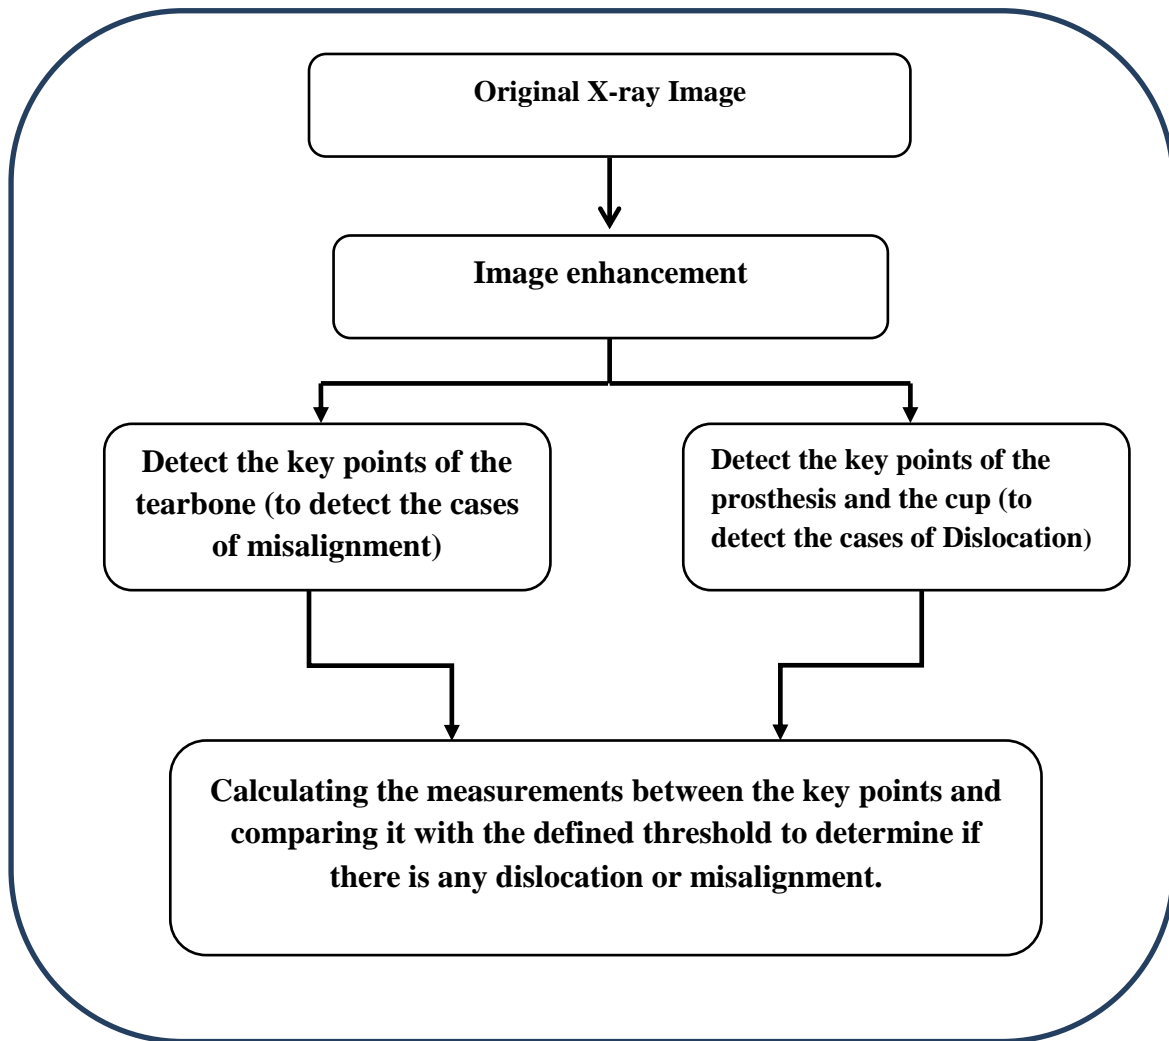 Original X-ray Image
Image enhancement
Detect the key points of the
tearbone (to detect the cases
of misalignment)
Detect the key points of the
prosthesis and the cup (to
detect the cases of Dislocation)
Calculating the measurements between the key points and
comparing it with the defined threshold to determine if
there is any dislocation or misalignment.